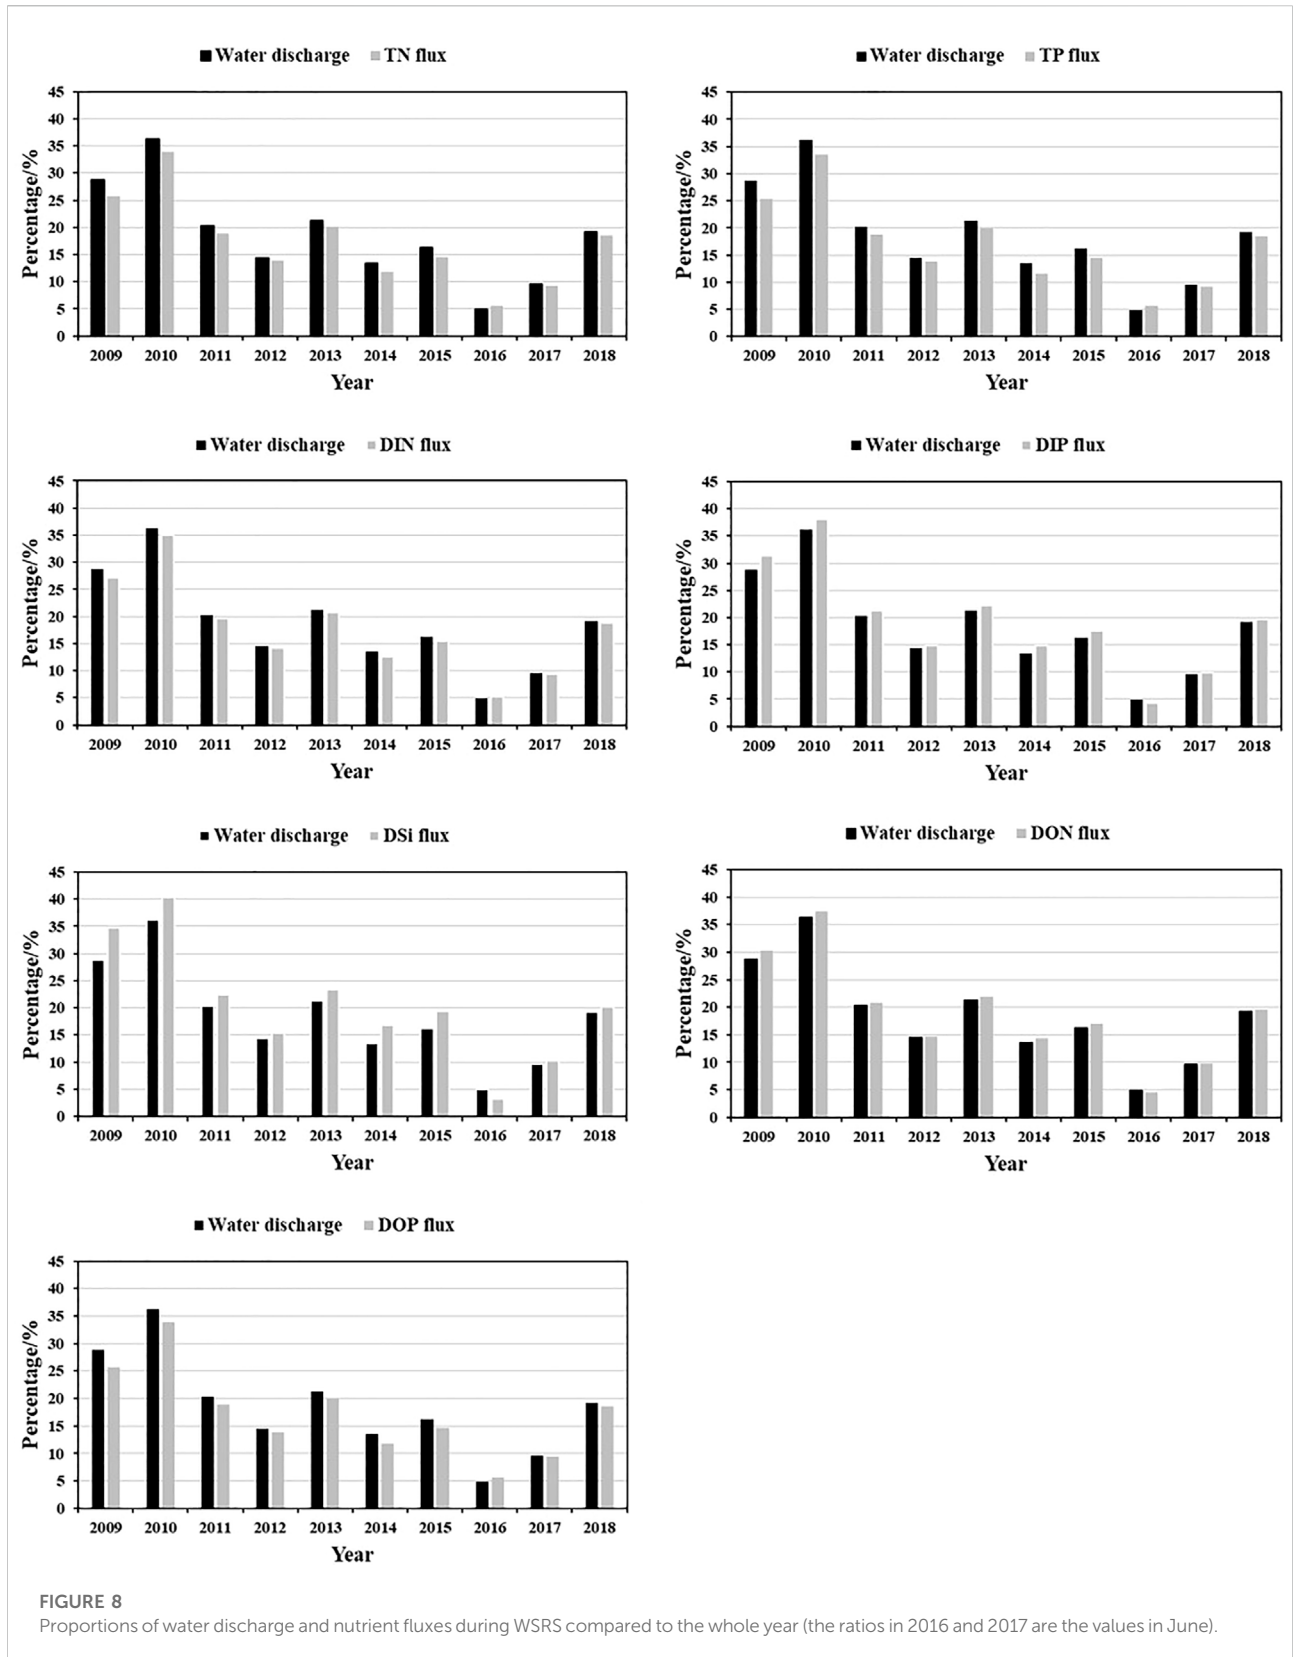 Water discharge TN flux
Percentage/%
45
40
35
30
25
20
15
10
5
0
2009 2010 2011 2012 2013 2014 2015 2016 2017 2018
Year
Water discharge TP flux
Percentage/%
45
40
35
30
25
20
15
10
5
0
2009 2010 2011 2012 2013 2014 2015 2016 2017 2018
Year
Water discharge DIN flux
Percentage/%
45
40
35
30
25
20
15
10
5
0
2009 2010 2011 2012 2013 2014 2015 2016 2017 2018
Year
Water discharge DIP flux
Percentage/%
45
40
35
30
25
20
15
10
5
0
2009 2010 2011 2012 2013 2014 2015 2016 2017 2018
Year
Water discharge DSi flux
Percentage/%
45
40
35
30
25
20
15
10
5
0
2009 2010 2011 2012 2013 2014 2015 2016 2017 2018
Year
Water discharge DON flux
Percentage/%
45
40
35
30
25
20
15
10
5
0
2009 2010 2011 2012 2013 2014 2015 2016 2017 2018
Year
Water discharge DOP flux
Percentage/%
45
40
35
30
25
20
15
10
5
0
2009 2010 2011 2012 2013 2014 2015 2016 2017 2018
Year
FIGURE 8
Proportions of water discharge and nutrient fluxes during WSRS compared to the whole year (the ratios in 2016 and 2017 are the values in June).